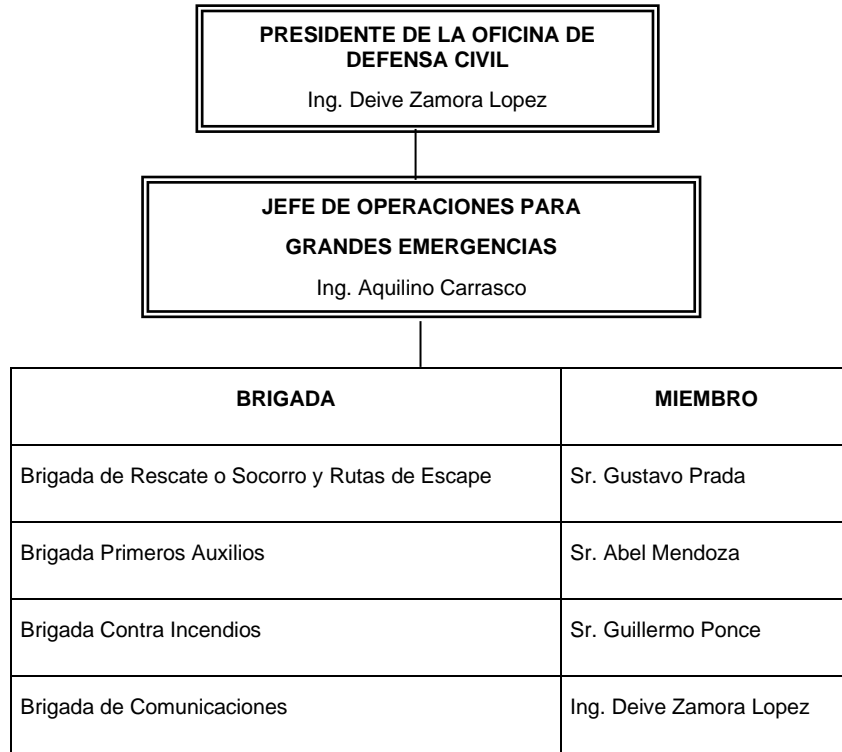 PRESIDENTE DE LA OFICINA DE
DEFENSA CIVIL
Ing. Deive Zamora Lopez
JEFE DE OPERACIONES PARA
GRANDES EMERGENCIAS
Ing. Aquilino Carrasco
BRIGADA MIEMBRO
Brigada de Rescate o Socorro y Rutas de Escape Sr. Gustavo Prada
Brigada Primeros Auxilios Sr. Abel Mendoza
Brigada Contra Incendios Sr. Guillermo Ponce
Brigada de Comunicaciones Ing. Deive Zamora Lopez